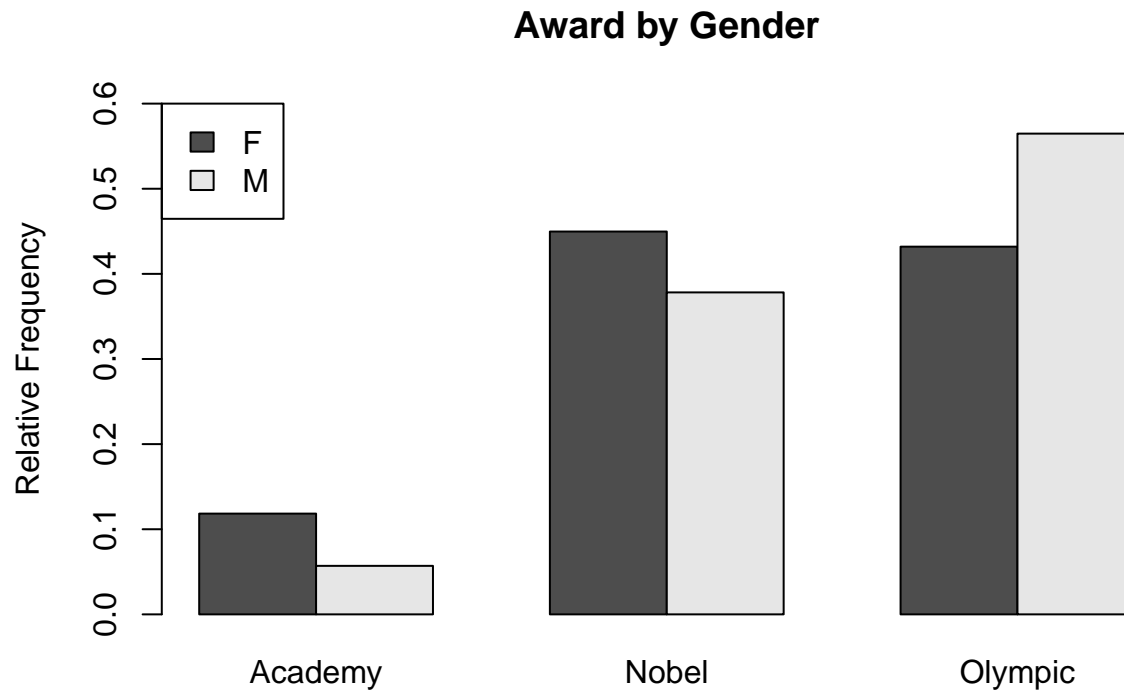 Award by Gender
Relative Frequency
0.6
0.5
0.4
0.3
0.2
0.1
0.0
F
M
Academy
Nobel
Olympic